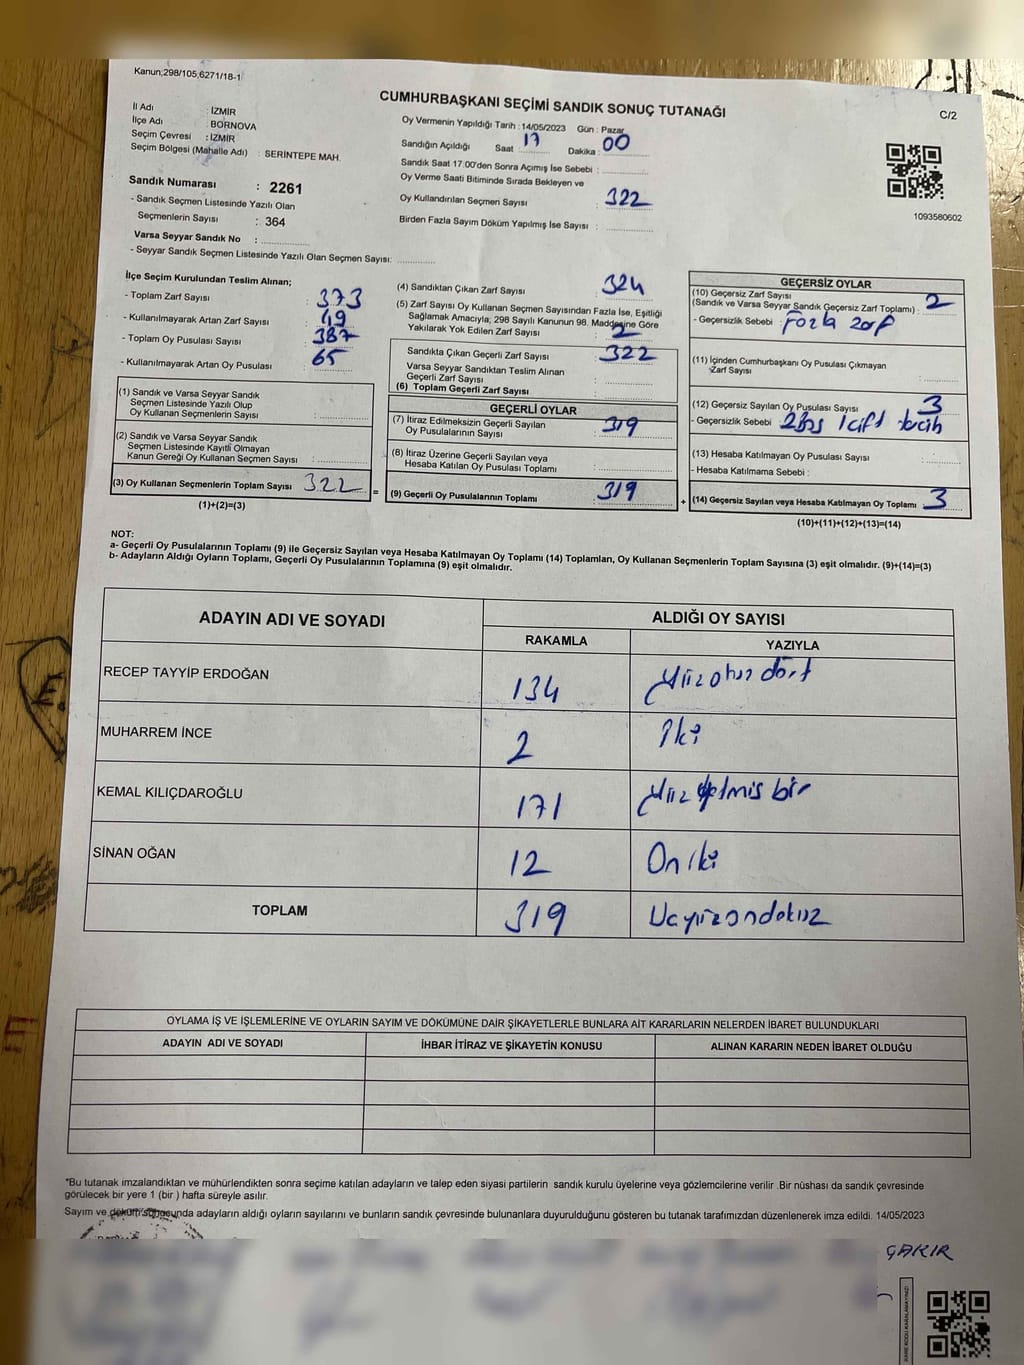 Kanun;298/105,6271/18-1
CUMHURBAŞKANI SEÇİMİ SANDIK SONUÇ TUTANAĞI
C/2
İl Adı : İZMİR
İlçe Adı : BORNOVA
Seçim Çevresi : İZMİR
Seçim Bölgesi (Mahalle Adı) : SERİNTEPE MAH.
Sandık Numarası : 2261
- Sandık Seçmen Listesinde Yazılı Olan
Seçmenlerin Sayısı : 364
Varsa Seyyar Sandık No :
- Seyyar Sandık Seçmen Listesinde Yazılı Olan Seçmen Sayısı:
Oy Vermenin Yapıldığı Tarih : 14/05/2023 Gün : Pazar
Sandığın Açıldığı Saat 17 Dakika : 00
Sandık Saat 17:00'den Sonra Açımış İse Sebebi :
Oy Verme Saati Bitiminde Sırada Bekleyen ve
Oy Kullandırılan Seçmen Sayısı : 322
Birden Fazla Sayım Döküm Yapılmış İse Sayısı :
1093580602
İlçe Seçim Kurulundan Teslim Alınan;
- Toplam Zarf Sayısı : 373
- Kullanılmayarak Artan Zarf Sayısı : 49
- Toplam Oy Pusulası Sayısı : 387
- Kullanılmayarak Artan Oy Pusulası : 65
(1) Sandık ve Varsa Seyyar Sandık
Seçmen Listesinde Yazılı Olup
Oy Kullanan Seçmenlerin Sayısı :
(2) Sandık ve Varsa Seyyar Sandık
Seçmen Listesinde Kayıtlı Olmayan
Kanun Gereği Oy Kullanan Seçmen Sayısı :
(3) Oy Kullanan Seçmenlerin Toplam Sayısı : 322
(1)+(2)=(3)
=
(4) Sandıktan Çıkan Zarf Sayısı : 324
(5) Zarf Sayısı Oy Kullanan Seçmen Sayısından Fazla İse, Eşitliği
Sağlamak Amacıyla; 298 Sayılı Kanunun 98. Maddesine Göre
Yakılarak Yok Edilen Zarf Sayısı : 2
Sandıkta Çıkan Geçerli Zarf Sayısı : 322
Varsa Seyyar Sandıktan Teslim Alınan
Geçerli Zarf Sayısı :
(6) Toplam Geçerli Zarf Sayısı :
GEÇERLİ OYLAR
(7) İtiraz Edilmeksizin Geçerli Sayılan
Oy Pusulalarının Sayısı : 319
(8) İtiraz Üzerine Geçerli Sayılan veya
Hesaba Katılan Oy Pusulası Toplamı :
(9) Geçerli Oy Pusulalarının Toplamı : 319
+
GEÇERSİZ OYLAR
(10) Geçersiz Zarf Sayısı
(Sandık ve Varsa Seyyar Sandık Geçersiz Zarf Toplamı) : 2
- Geçersizlik Sebebi : Fazla zarf
(11) İçinden Cumhurbaşkanı Oy Pusulası Çıkmayan
Zarf Sayısı :
(12) Geçersiz Sayılan Oy Pusulası Sayısı : 3
- Geçersizlik Sebebi : 2 Boş 1 çift tercih
(13) Hesaba Katılmayan Oy Pusulası Sayısı :
- Hesaba Katılmama Sebebi :
(14) Geçersiz Sayılan veya Hesaba Katılmayan Oy Toplamı : 3
(10)+(11)+(12)+(13)=(14)
NOT:
a- Geçerli Oy Pusulalarının Toplamı (9) ile Geçersiz Sayılan veya Hesaba Katılmayan Oy Toplamı (14) Toplamları, Oy Kullanan Seçmenlerin Toplam Sayısına (3) eşit olmalıdır. (9)+(14)=(3)
b- Adayların Aldığı Oyların Toplamı, Geçerli Oy Pusulalarının Toplamına (9) eşit olmalıdır.
ADAYIN ADI VE SOYADI ALDIĞI OY SAYISI
RAKAMLA YAZIYLA
RECEP TAYYİP ERDOĞAN 134 Yüzotuz dört
MUHARREM İNCE 2 İki
KEMAL KILIÇDAROĞLU 171 Yüz yetmiş bir
SİNAN OĞAN 12 On iki
TOPLAM 319 Üçyüzondokuz
OYLAMA İŞ VE İŞLEMLERİNE VE OYLARIN SAYIM VE DÖKÜMÜNE DAİR ŞİKAYETLERLE BUNLARA AİT KARARLARIN NELERDEN İBARET BULUNDUKLARI
ADAYIN ADI VE SOYADI İHBAR İTİRAZ VE ŞİKAYETİN KONUSU ALINAN KARARIN NEDEN İBARET OLDUĞU
"Bu tutanak imzalandıktan ve mühürlendikten sonra seçime katılan adayların ve talep eden siyasi partilerin sandık kurulu üyelerine veya gözlemcilerine verilir .Bir nüshası da sandık çevresinde
görülecek bir yere 1 (bir ) hafta süreyle asılır.
Sayım ve döküm sonucunda adayların aldığı oyların sayılarını ve bunların sandık çevresinde bulunanlara duyurulduğunu gösteren bu tutanak tarafımızdan düzenlenerek imza edildi. 14/05/2023
ÇAKIR